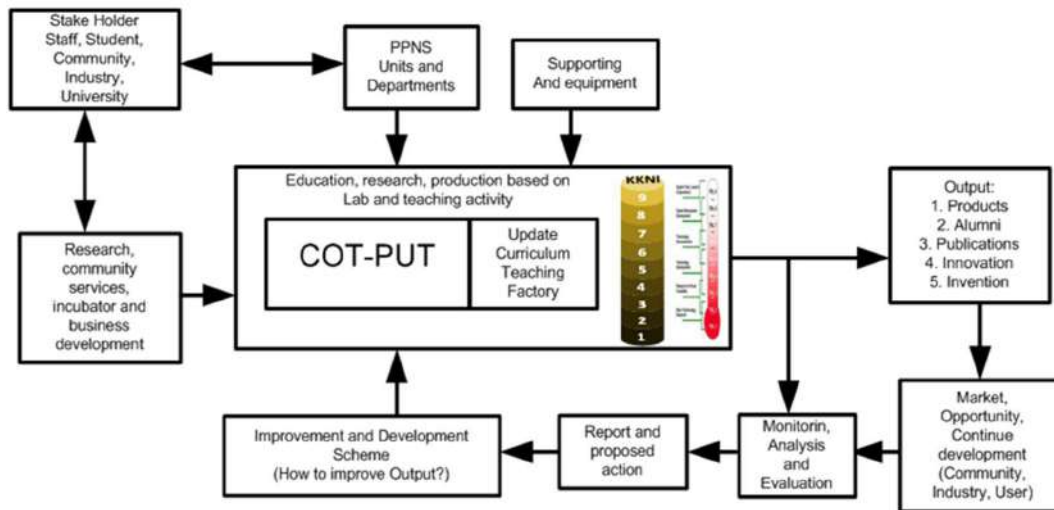 Stake Holder
Staff, Student,
Community,
Industry,
University
PPNS
Units and
Departments
Supporting
And equipment
Education, research, production based on
Lab and teaching activity
COT-PUT
Update
Curriculum
Teaching
Factory
KKNI
9
8
7
6
5
4
3
2
1
Output:
1. Products
2. Alumni
3. Publications
4. Innovation
5. Invention
Research,
community
services,
incubator and
business
development
Improvement and Development
Scheme
(How to improve Output?)
Report and
proposed
action
Monitorin,
Analysis
and
Evaluation
Market,
Opportunity,
Continue
development
(Community,
Industry, User)